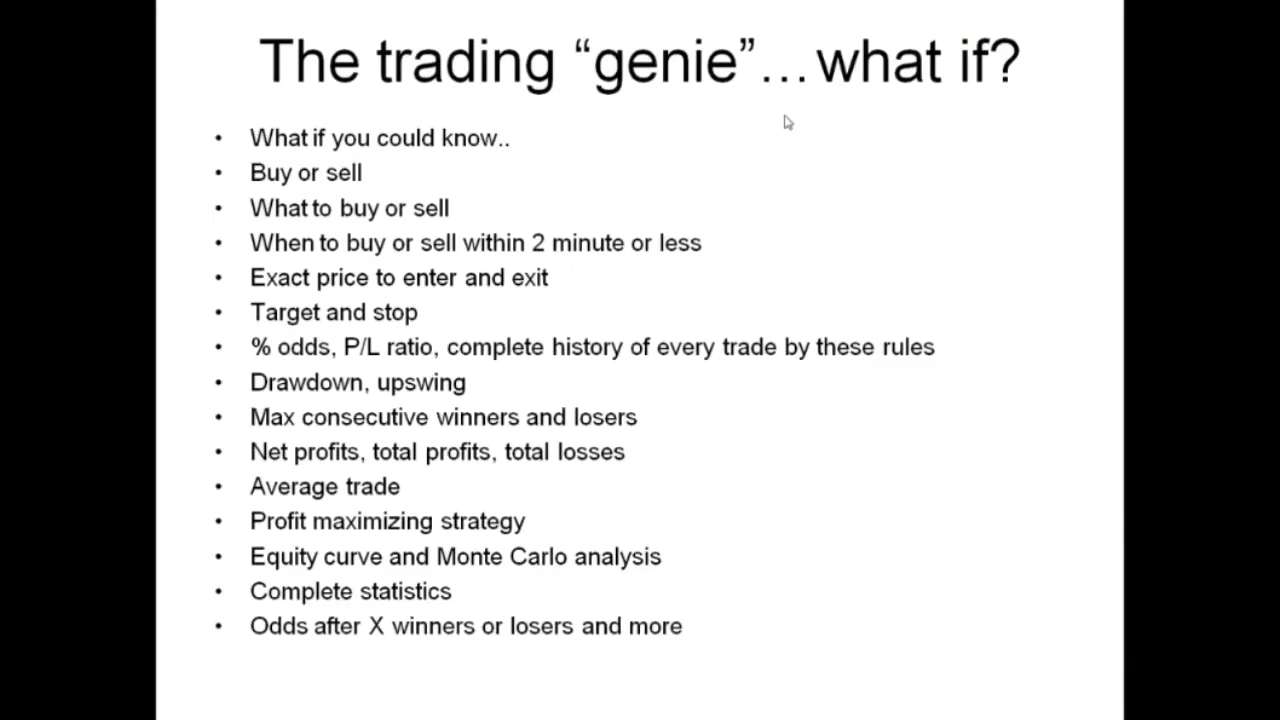 The trading “genie”…what if?
• What if you could know..
• Buy or sell
• What to buy or sell
• When to buy or sell within 2 minute or less
• Exact price to enter and exit
• Target and stop
• % odds, P/L ratio, complete history of every trade by these rules
• Drawdown, upswing
• Max consecutive winners and losers
• Net profits, total profits, total losses
• Average trade
• Profit maximizing strategy
• Equity curve and Monte Carlo analysis
• Complete statistics
• Odds after X winners or losers and more